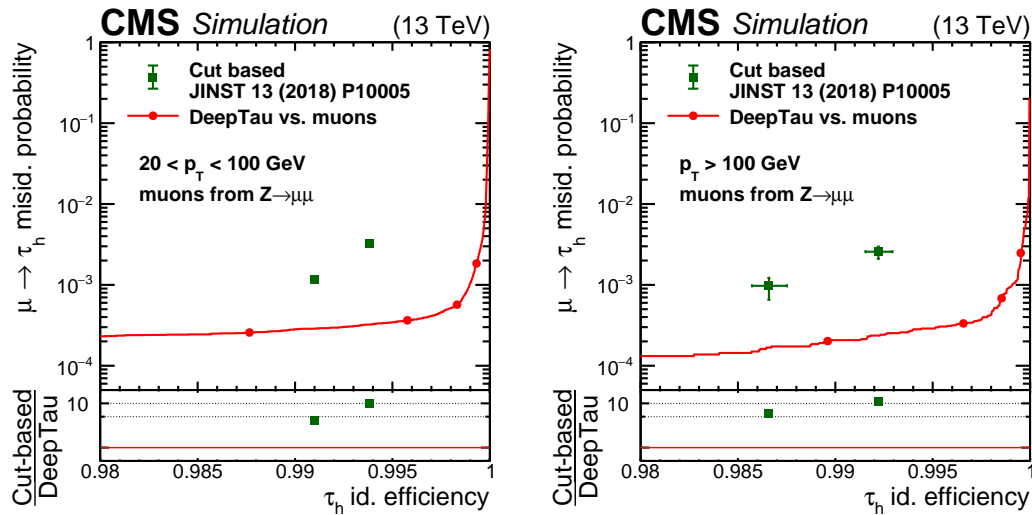 CMS Simulation (13 TeV)
1
10⁻¹
10⁻²
10⁻³
10⁻⁴
μ → τh misid. probability
Cut based
JINST 13 (2018) P10005
DeepTau vs. muons
20 < pT < 100 GeV
muons from Z→μμ
10
Cut-based
DeepTau
0.98 0.985 0.99 0.995 1
τh id. efficiency
CMS Simulation (13 TeV)
1
10⁻¹
10⁻²
10⁻³
10⁻⁴
μ → τh misid. probability
Cut based
JINST 13 (2018) P10005
DeepTau vs. muons
pT > 100 GeV
muons from Z→μμ
10
Cut-based
DeepTau
0.98 0.985 0.99 0.995 1
τh id. efficiency